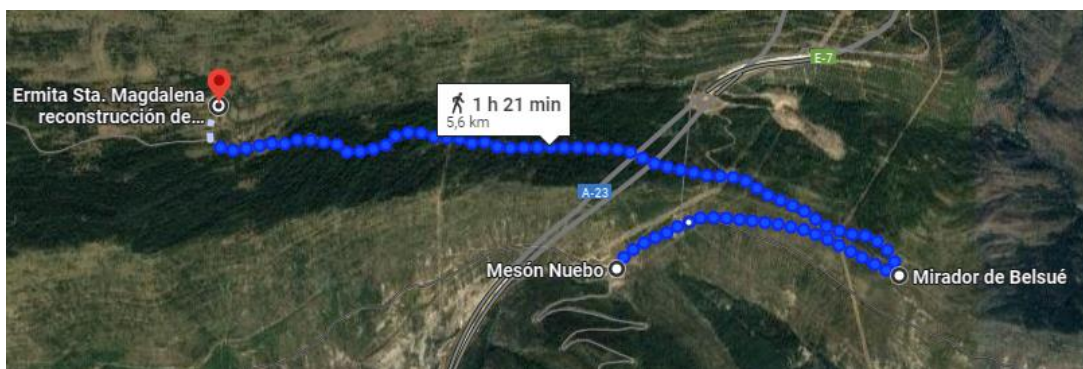 E-7
Ermita Sta. Magdalena
reconstrucción de...
1 h 21 min
5,6 km
A-23
Mesón Nuebo
Mirador de Belsué